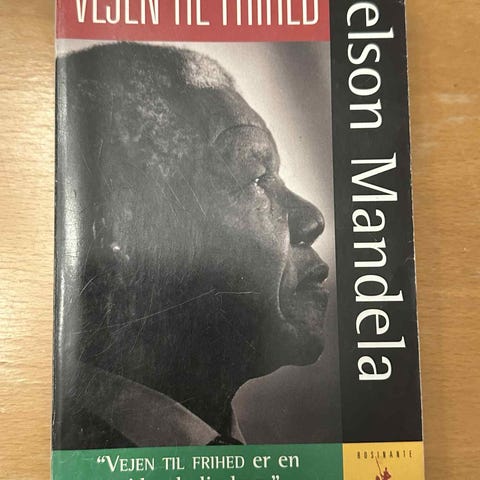 VEJEN TIL FRIHED
elson Mandela
"VEJEN TIL FRIHED er en
ROSINANTE